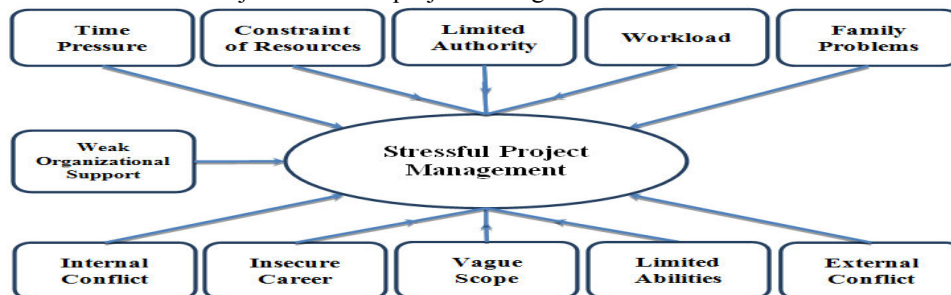 Time
Pressure
Constraint
of Resources
Limited
Authority
Workload
Family
Problems
Weak
Organizational
Support
Stressful Project
Management
Internal
Conflict
Insecure
Career
Vague
Scope
Limited
Abilities
External
Conflict